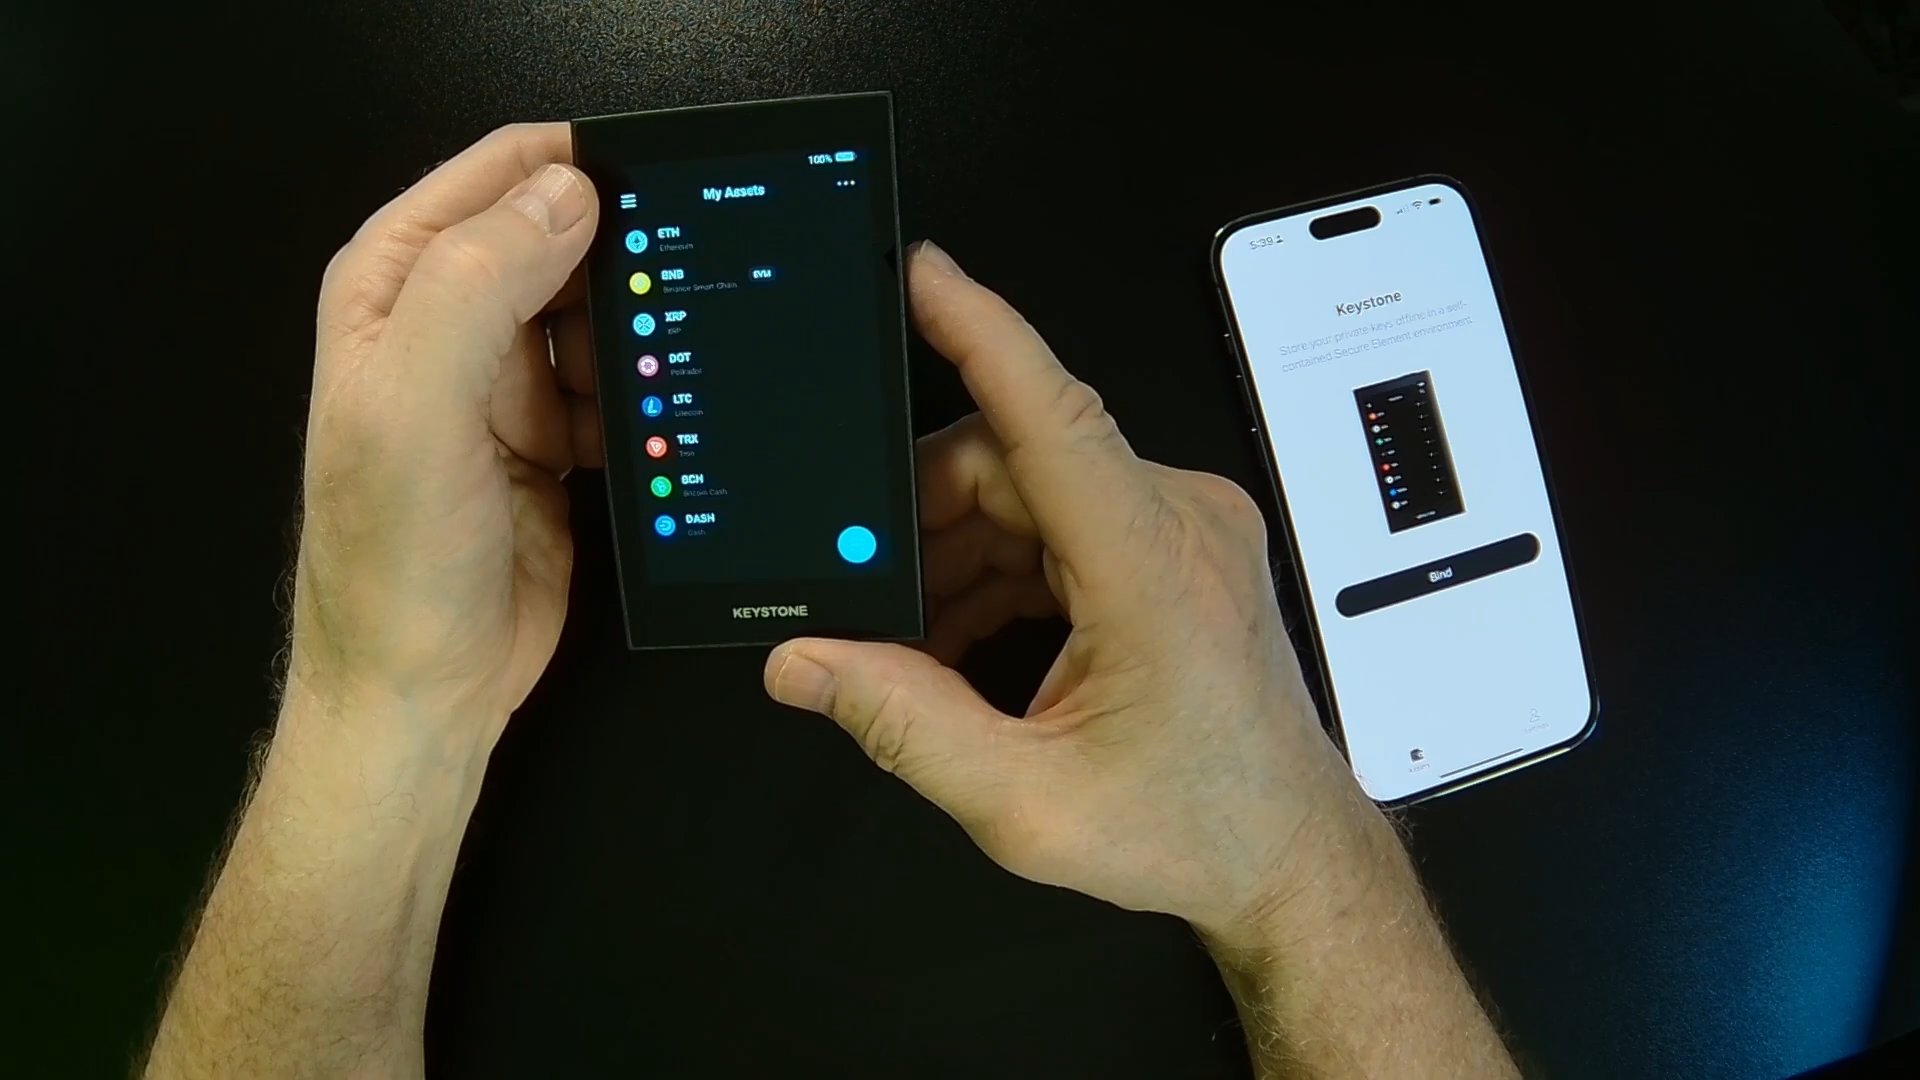 100%
My Assets
ETH
Ethereum
BNB
Binance Smart Chain
EVM
XRP
XRP
DOT
Polkadot
LTC
Litecoin
TRX
Tron
BCH
Bitcoin Cash
DASH
Dash
KEYSTONE
5:39
Keystone
Store your private keys offline in a self-
contained Secure Element environment
Bind
Assets